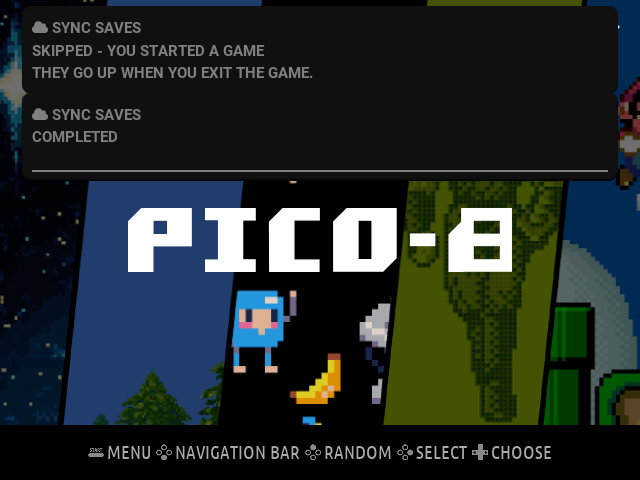 SYNC SAVES
SKIPPED - YOU STARTED A GAME
THEY GO UP WHEN YOU EXIT THE GAME.
SYNC SAVES
COMPLETED
PICO-8
START MENU NAVIGATION BAR RANDOM SELECT CHOOSE